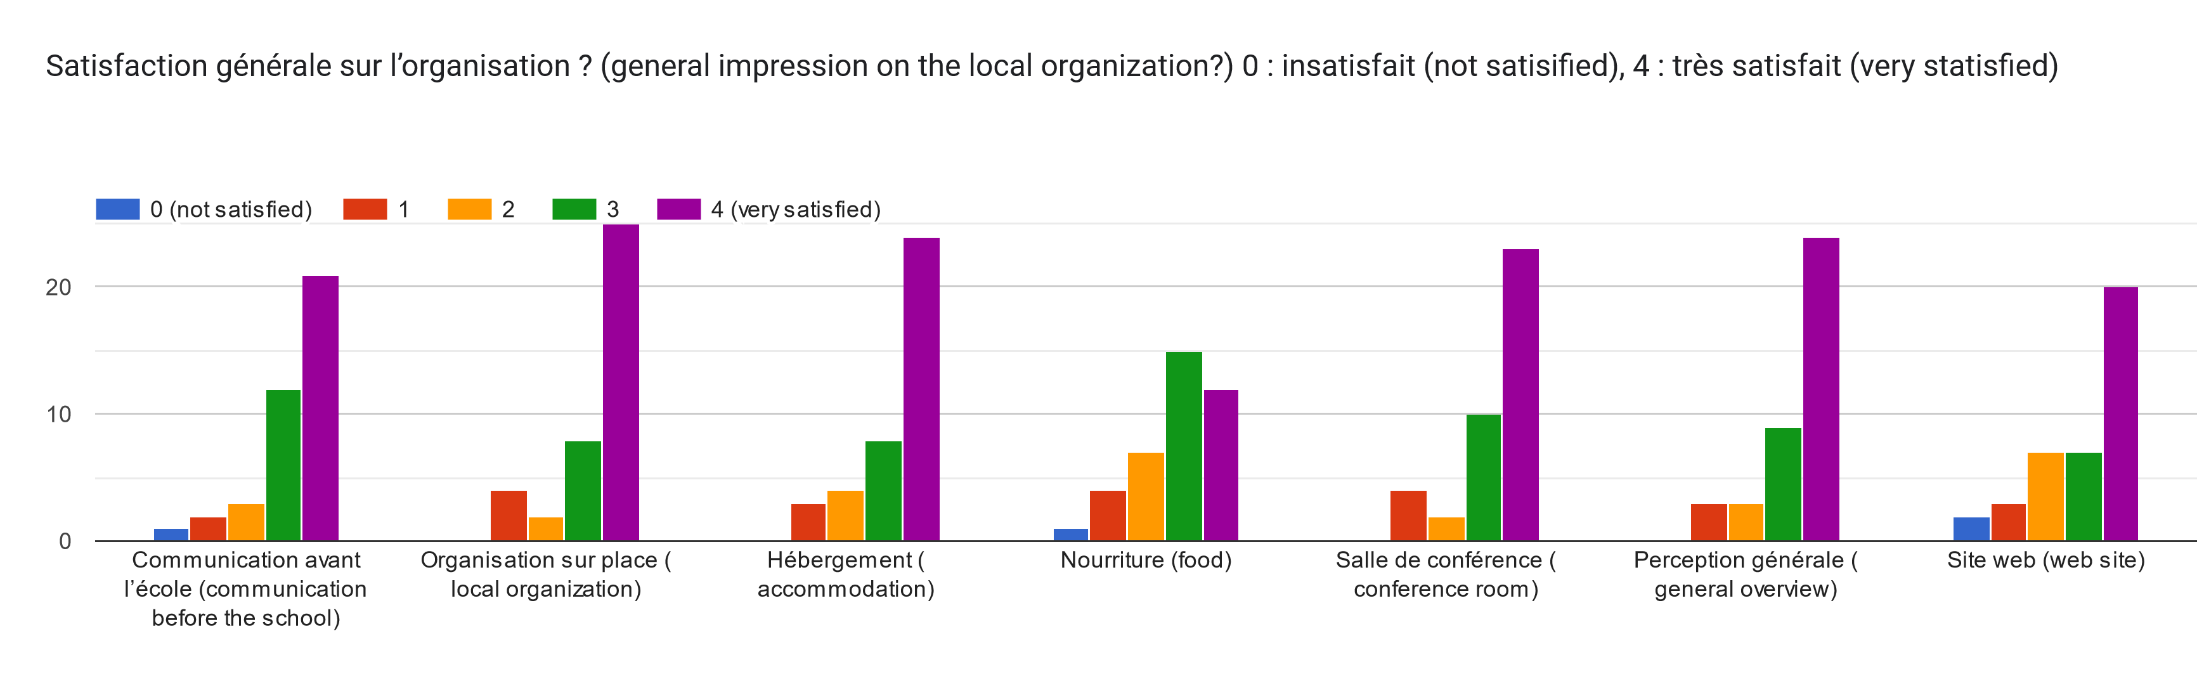 Satisfaction générale sur l’organisation ? (general impression on the local organization?) 0 : insatisfait (not satisified), 4 : très satisfait (very statisfied)
0 (not satisfied) 1 2 3 4 (very satisfied)
20
10
0
Communication avant
l’école (communication
before the school)
Organisation sur place (
local organization)
Hébergement (
accommodation)
Nourriture (food)
Salle de conférence (
conference room)
Perception générale (
general overview)
Site web (web site)